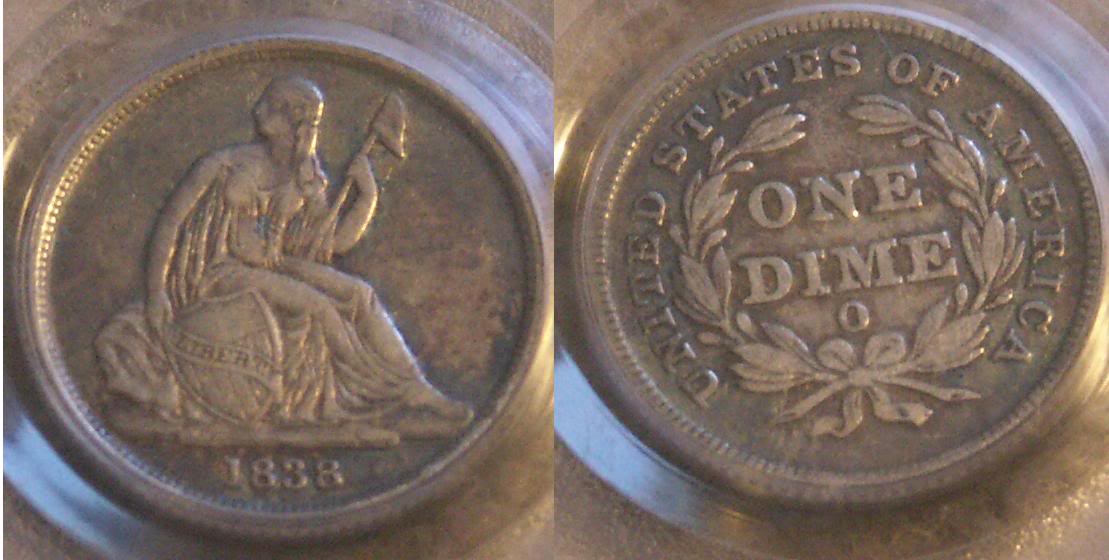 LIBERTY
1838
UNITED STATES OF AMERICA
ONE
DIME
O